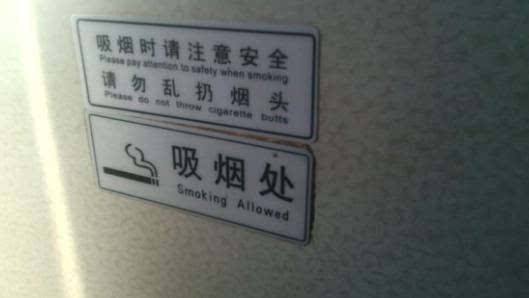 吸烟时请注意安全
Please pay attention to safety when smoking
请勿乱扔烟头
Please do not throw cigarette butts
吸烟处
Smoking Allowed